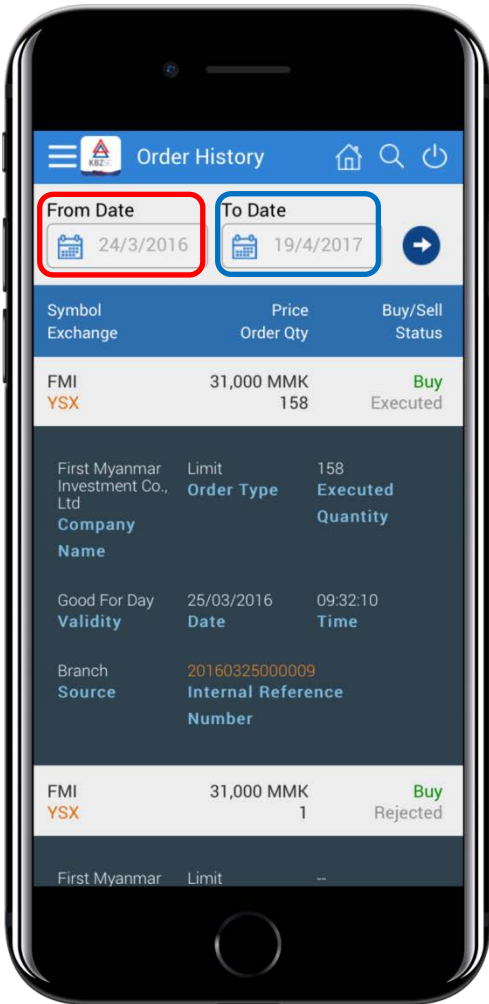 KBZSC
Order History
From Date To Date
24/3/2016 19/4/2017
Symbol Price Buy/Sell
Exchange Order Qty Status
FMI 31,000 MMK Buy
YSX 158 Executed
First Myanmar Limit 158
Investment Co., Order Type Executed
Ltd Quantity
Company
Name
Good For Day 25/03/2016 09:32:10
Validity Date Time
Branch 20160325000009
Source Internal Reference
Number
FMI 31,000 MMK Buy
YSX 1 Rejected
First Myanmar Limit --